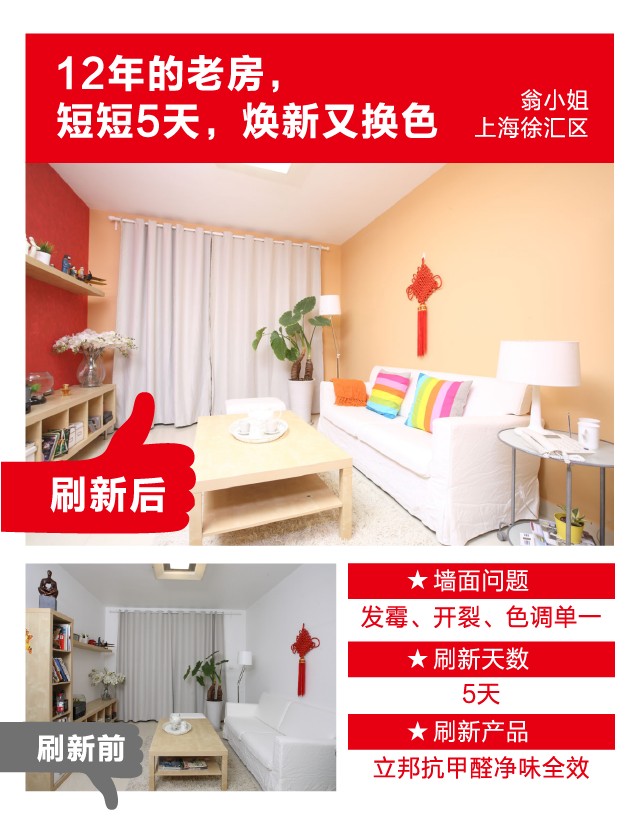 12年的老房，
短短5天，焕新又换色
翁小姐
上海徐汇区
刷新后
★ 墙面问题
发霉、开裂、色调单一
★ 刷新天数
5天
刷新前
★ 刷新产品
立邦抗甲醛净味全效